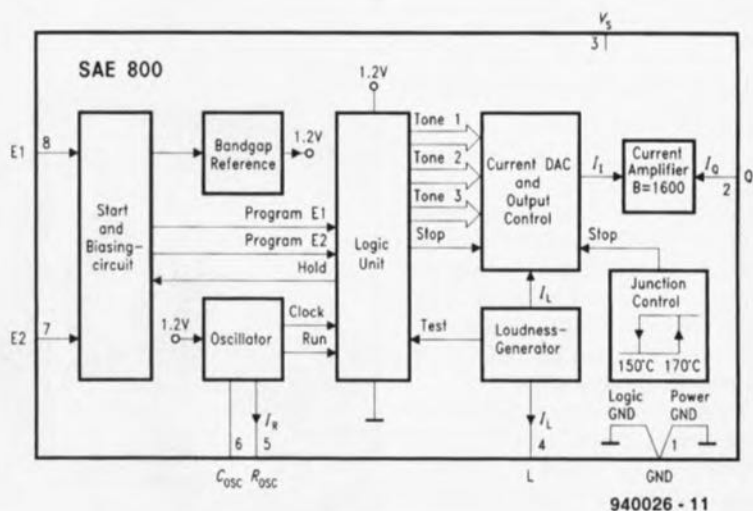 V_S
3
SAE 800
1.2V
E1
8
Start and Biasing-circuit
Bandgap Reference
1.2V
Program E1
Program E2
Hold
E2
7
1.2V
Oscillator
Clock
Run
Logic Unit
Tone 1
Tone 2
Tone 3
Stop
Test
Current DAC and Output Control
I_I
Current Amplifier B=1600
I_Q
Q
2
Stop
Junction Control
150°C
170°C
I_L
Loudness-Generator
Logic GND
Power GND
I_R
I_L
6
5
4
1
C_OSC
R_OSC
L
GND
940026 - 11